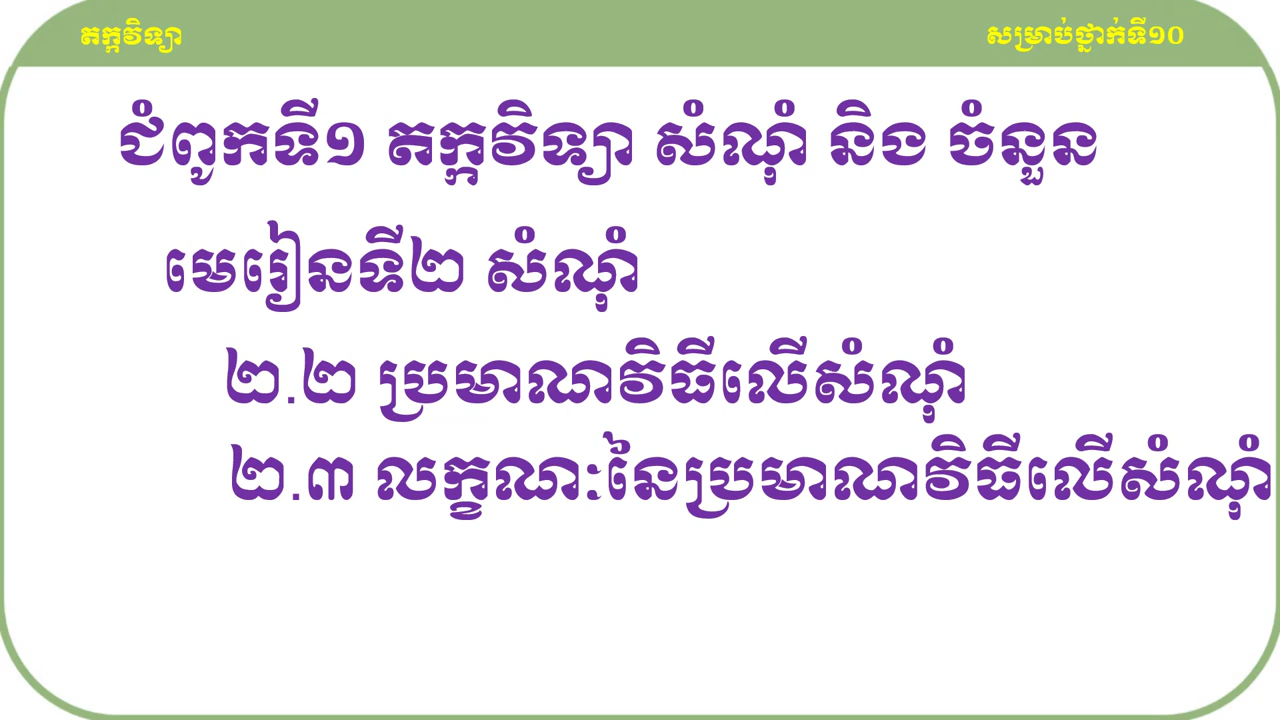 តក្កវិទ្យា
សម្រាប់ថ្នាក់ទី១០
ជំពូកទី១ តក្កវិទ្យា សំណុំ និង ចំនួន
មេរៀនទី២ សំណុំ
២.២ ប្រមាណវិធីលើសំណុំ
២.៣ លក្ខណៈនៃប្រមាណវិធីលើសំណុំ